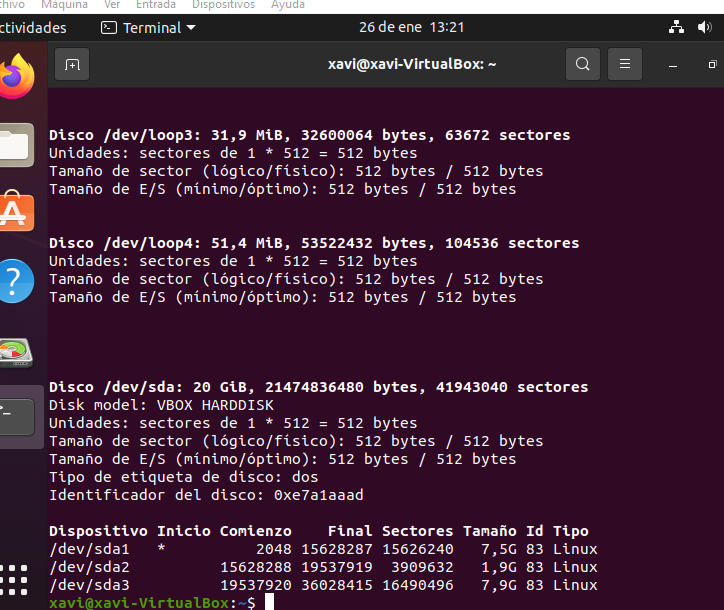 chivo Máquina Ver Entrada Dispositivos Ayuda
ctividades Terminal 26 de ene 13:21
xavi@xavi-VirtualBox: ~
Disco /dev/loop3: 31,9 MiB, 32600064 bytes, 63672 sectores
Unidades: sectores de 1 * 512 = 512 bytes
Tamaño de sector (lógico/físico): 512 bytes / 512 bytes
Tamaño de E/S (mínimo/óptimo): 512 bytes / 512 bytes
Disco /dev/loop4: 51,4 MiB, 53522432 bytes, 104536 sectores
Unidades: sectores de 1 * 512 = 512 bytes
Tamaño de sector (lógico/físico): 512 bytes / 512 bytes
Tamaño de E/S (mínimo/óptimo): 512 bytes / 512 bytes
Disco /dev/sda: 20 GiB, 21474836480 bytes, 41943040 sectores
Disk model: VBOX HARDDISK
Unidades: sectores de 1 * 512 = 512 bytes
Tamaño de sector (lógico/físico): 512 bytes / 512 bytes
Tamaño de E/S (mínimo/óptimo): 512 bytes / 512 bytes
Tipo de etiqueta de disco: dos
Identificador del disco: 0xe7a1aaad
Dispositivo Inicio Comienzo Final Sectores Tamaño Id Tipo
/dev/sda1 * 2048 15628287 15626240 7,5G 83 Linux
/dev/sda2 15628288 19537919 3909632 1,9G 83 Linux
/dev/sda3 19537920 36028415 16490496 7,9G 83 Linux
xavi@xavi-VirtualBox:~$